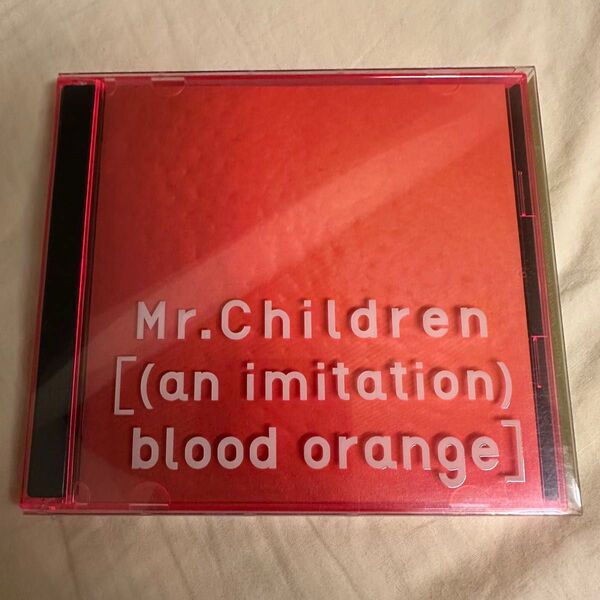 Mr.Children
[(an imitation)
blood orange]